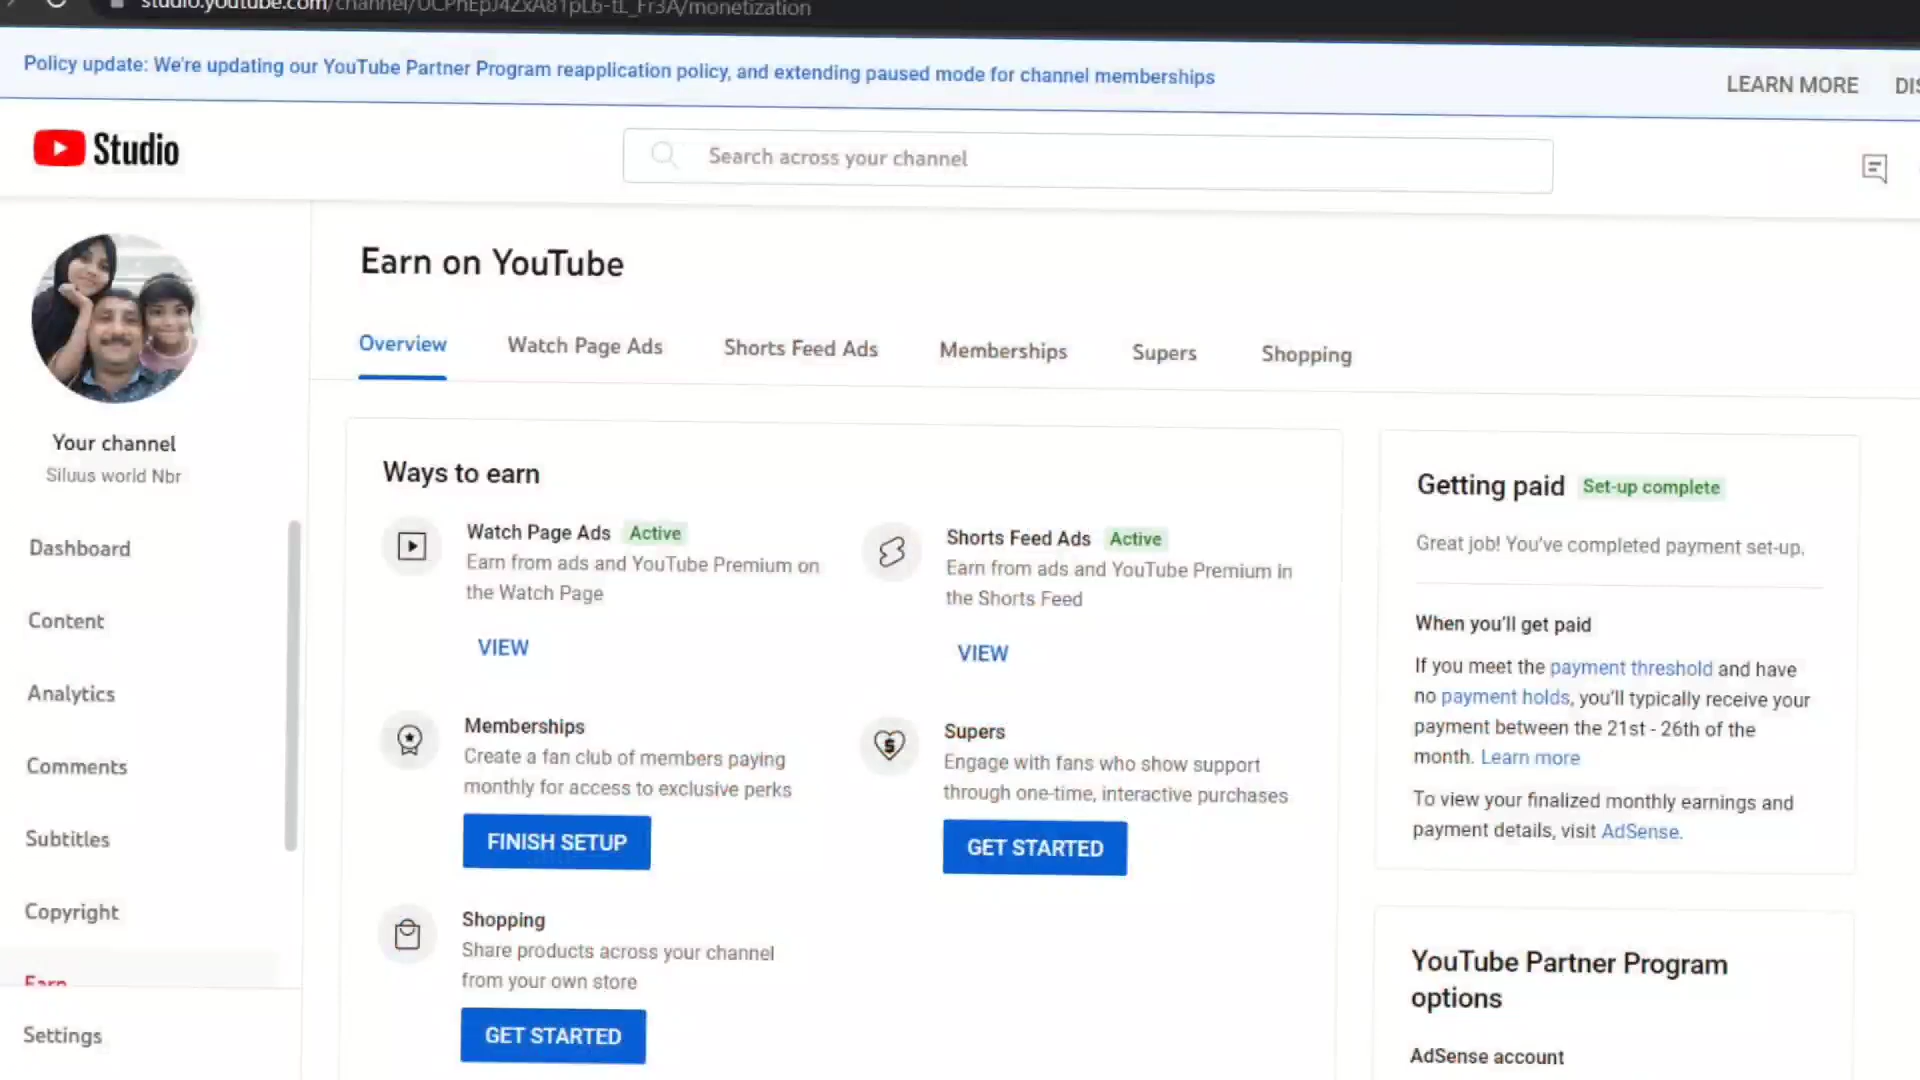 studio.youtube.com/channel/UCPhEpJ4ZxA81pL6-tL_Fr3A/monetization
Policy update: We're updating our YouTube Partner Program reapplication policy, and extending paused mode for channel memberships
LEARN MORE
Studio
Search across your channel
Your channel
Siluus world Nbr
Dashboard
Content
Analytics
Comments
Subtitles
Copyright
Earn
Settings
Earn on YouTube
Overview
Watch Page Ads
Shorts Feed Ads
Memberships
Supers
Shopping
Ways to earn
Watch Page Ads Active
Earn from ads and YouTube Premium on
the Watch Page
VIEW
Shorts Feed Ads Active
Earn from ads and YouTube Premium in
the Shorts Feed
VIEW
Memberships
Create a fan club of members paying
monthly for access to exclusive perks
FINISH SETUP
Supers
Engage with fans who show support
through one-time, interactive purchases
GET STARTED
Shopping
Share products across your channel
from your own store
GET STARTED
Getting paid Set-up complete
Great job! You've completed payment set-up.
When you'll get paid
If you meet the payment threshold and have
no payment holds, you'll typically receive your
payment between the 21st - 26th of the
month. Learn more
To view your finalized monthly earnings and
payment details, visit AdSense.
YouTube Partner Program
options
AdSense account